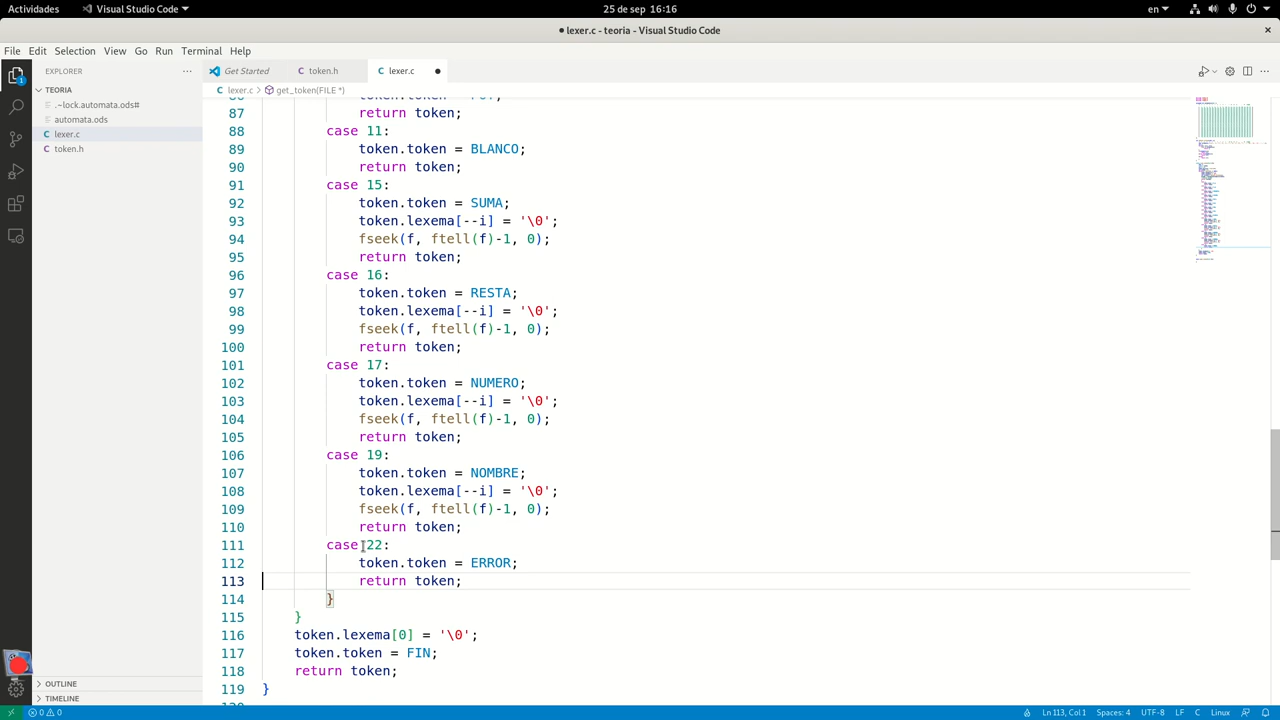 Actividades Visual Studio Code 25 de sep 16:16 en
lexer.c - teoria - Visual Studio Code
File Edit Selection View Go Run Terminal Help
EXPLORER
Get Started token.h lexer.c
TEORIA
lexer.c > get_token(FILE *)
.~lock.automata.ods#
automata.ods
lexer.c
token.h
87 return token;
88 case 11:
89 token.token = BLANCO;
90 return token;
91 case 15:
92 token.token = SUMA;
93 token.lexema[--i] = '\0';
94 fseek(f, ftell(f)-1, 0);
95 return token;
96 case 16:
97 token.token = RESTA;
98 token.lexema[--i] = '\0';
99 fseek(f, ftell(f)-1, 0);
100 return token;
101 case 17:
102 token.token = NUMERO;
103 token.lexema[--i] = '\0';
104 fseek(f, ftell(f)-1, 0);
105 return token;
106 case 19:
107 token.token = NOMBRE;
108 token.lexema[--i] = '\0';
109 fseek(f, ftell(f)-1, 0);
110 return token;
111 case 22:
112 token.token = ERROR;
113 return token;
114 }
115 }
116 token.lexema[0] = '\0';
117 token.token = FIN;
118 return token;
119 }
OUTLINE
TIMELINE
0 0 Ln 113, Col 1 Spaces: 4 UTF-8 LF C Linux